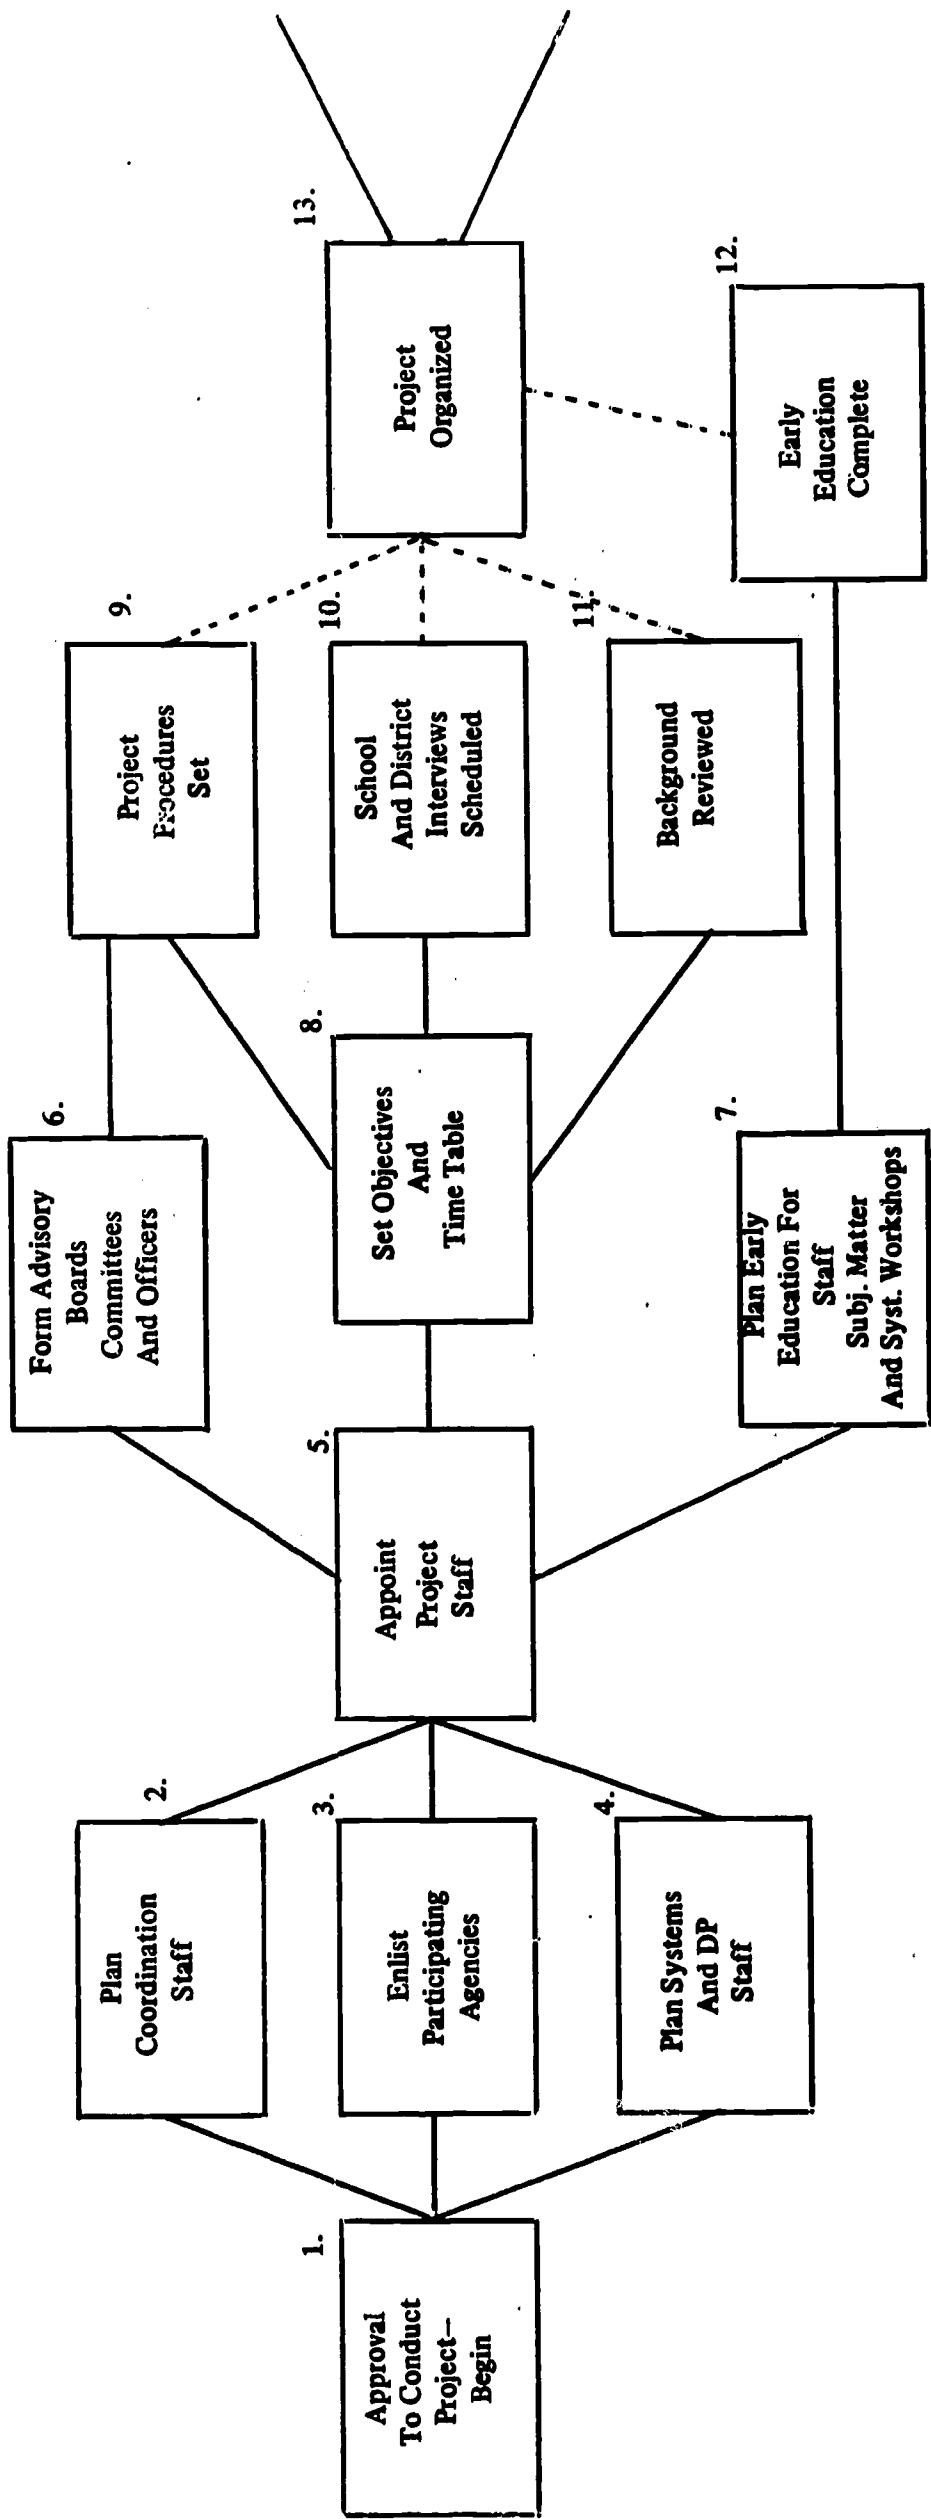 1.
Approval
To Conduct
Project—
Begin
2.
Plan
Coordination
Staff
3.
Enlist
Participating
Agencies
4.
Plan Systems
And DP
Staff
5.
Appoint
Project
Staff
6.
Form Advisory
Boards
Committees
And Officers
7.
Plan Early
Education For
Staff
Subj. Matter
And Syst. Workshops
8.
Set Objectives
And
Time Table
9.
Project
Procedures
Set
10.
School
And District
Interviews
Scheduled
11.
Background
Reviewed
12.
Early
Education
Complete
13.
Project
Organized